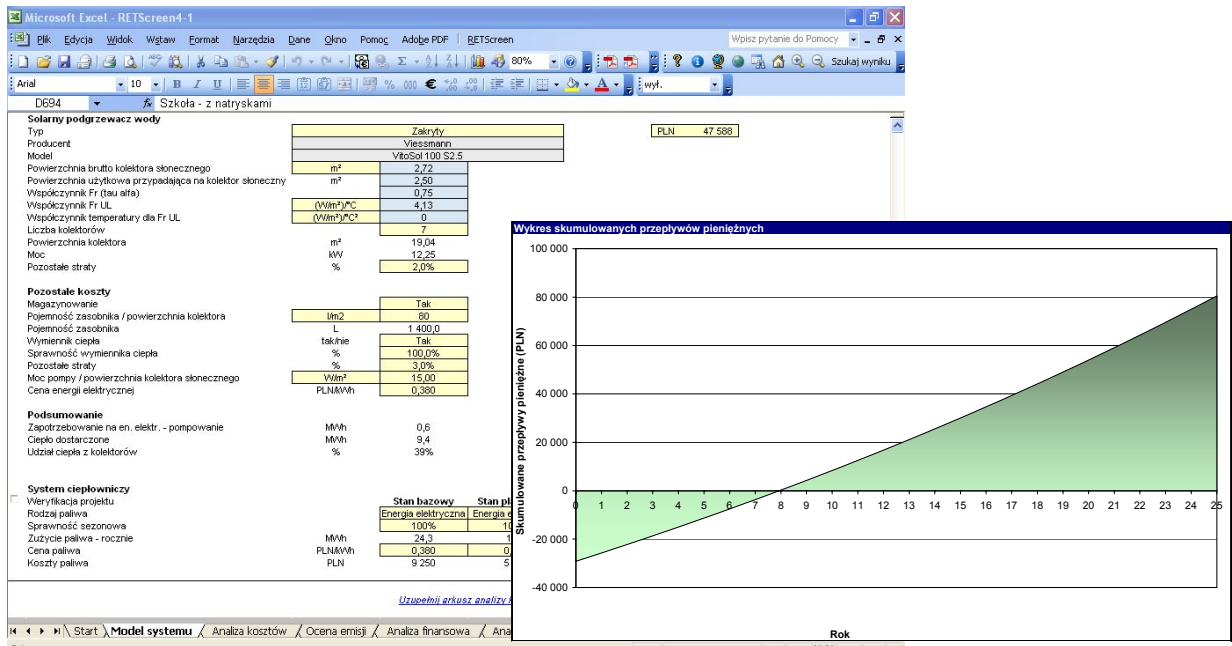 Microsoft Excel - RETScreen4-1
Plik Edycja Widok Wstaw Format Narzędzia Dane Okno Pomoc Adobe PDF RETScreen Wpisz pytanie do Pomocy
80% Szukaj wyniku
Arial 10 B I U % 000 € wył.
D694 fx Szkoła - z natryskami
Solarny podgrzewacz wody
Typ Zakryty PLN 47 588
Producent Viessmann
Model VitoSol 100 S2.5
Powierzchnia brutto kolektora słonecznego m² 2,72
Powierzchnia użytkowa przypadająca na kolektor słoneczny m² 2,50
Współczynnik Fr (tau alfa) 0,75
Współczynnik Fr UL (W/m²)/°C 4,13
Współczynnik temperatury dla Fr UL (W/m²)/°C² 0
Liczba kolektorów 7
Powierzchnia kolektora m² 19,04
Moc kW 12,25
Pozostałe straty % 2,0%
Pozostałe koszty
Magazynowanie Tak
Pojemność zasobnika / powierzchnia kolektora l/m2 80
Pojemność zasobnika L 1 400,0
Wymiennik ciepła tak/nie Tak
Sprawność wymiennika ciepła % 100,0%
Pozostałe straty % 3,0%
Moc pompy / powierzchnia kolektora słonecznego W/m² 15,00
Cena energii elektrycznej PLN/kWh 0,380
Podsumowanie
Zapotrzebowanie na en. elektr. - pompowanie MWh 0,6
Ciepło dostarczone MWh 9,4
Udział ciepła z kolektorów % 39%
System ciepłowniczy
Weryfikacja projektu Stan bazowy Stan pl
Rodzaj paliwa Energia elektryczna Energia e
Sprawność sezonowa 100% 10
Zużycie paliwa - rocznie MWh 24,3 1
Cena paliwa PLN/kWh 0,380 0,
Koszty paliwa PLN 9 250 5
Uzupełnij arkusz analizy k
Start Model systemu Analiza kosztów Ocena emisji Analiza finansowa Ana
Wykres skumulowanych przepływów pieniężnych
Skumulowane przepływy pieniężne (PLN)
100 000
80 000
60 000
40 000
20 000
0
-20 000
-40 000
0 1 2 3 4 5 6 7 8 9 10 11 12 13 14 15 16 17 18 19 20 21 22 23 24 25
Rok